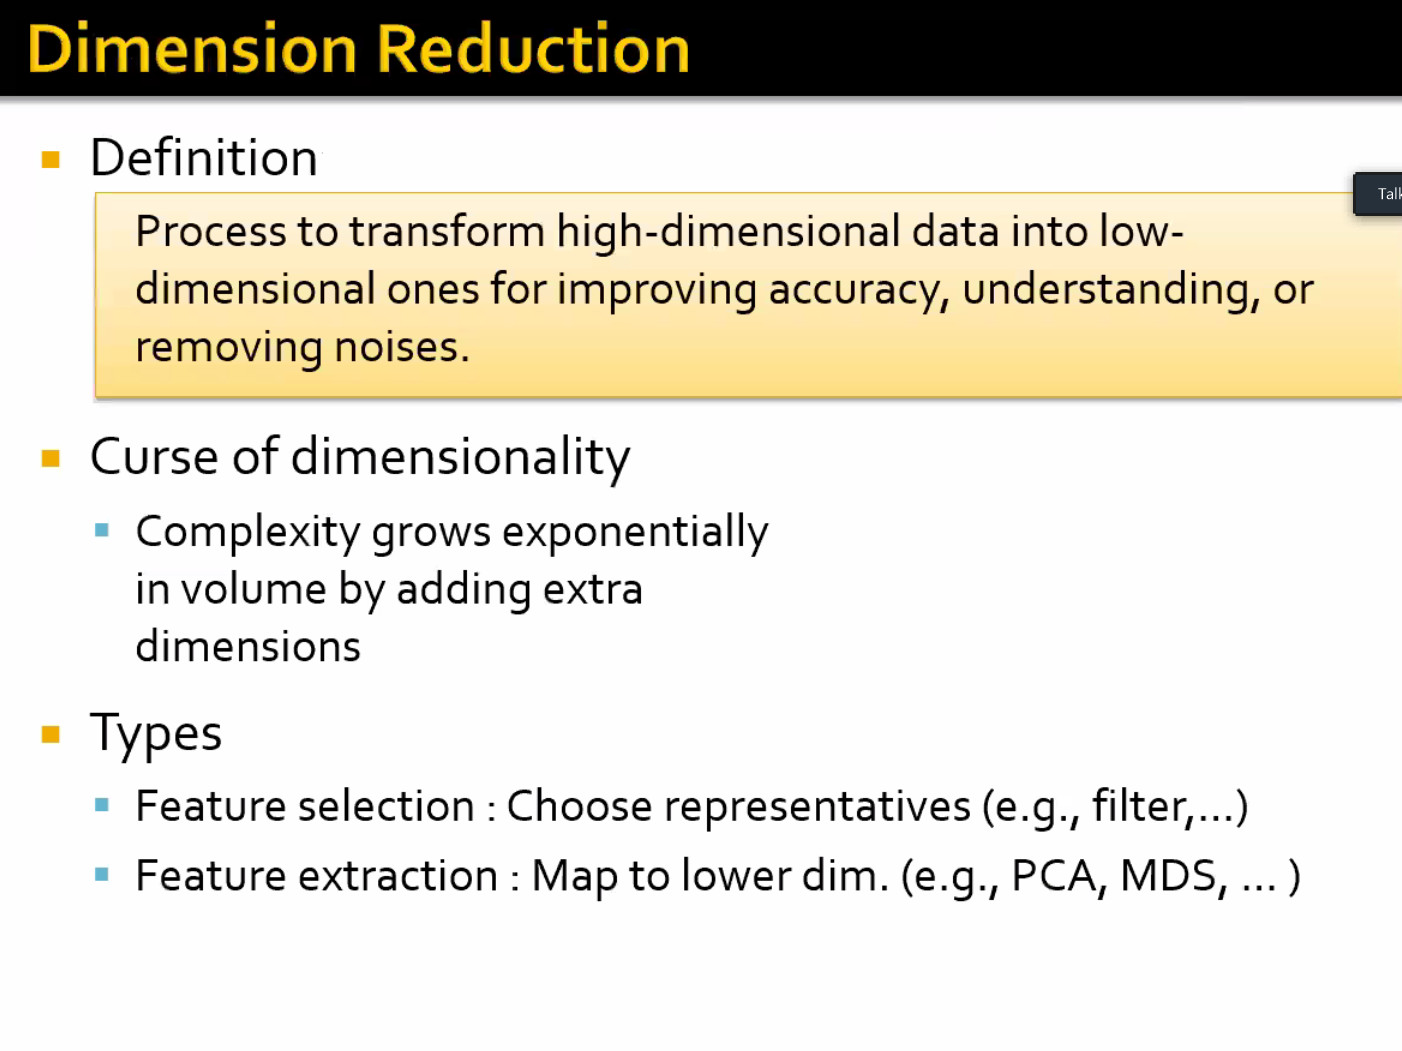 Dimension Reduction
Definition
Process to transform high-dimensional data into low-
dimensional ones for improving accuracy, understanding, or
removing noises.
Talk
Curse of dimensionality
Complexity grows exponentially
in volume by adding extra
dimensions
Types
Feature selection : Choose representatives (e.g., filter,...)
Feature extraction : Map to lower dim. (e.g., PCA, MDS, ... )